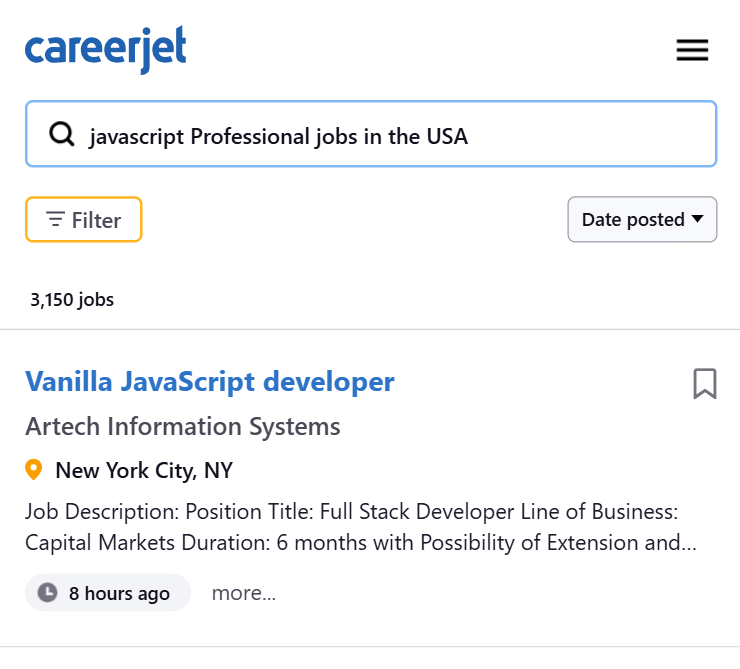 careerjet
javascript Professional jobs in the USA
Filter
Date posted
3,150 jobs
Vanilla JavaScript developer
Artech Information Systems
New York City, NY
Job Description: Position Title: Full Stack Developer Line of Business:
Capital Markets Duration: 6 months with Possibility of Extension and...
8 hours ago
more...